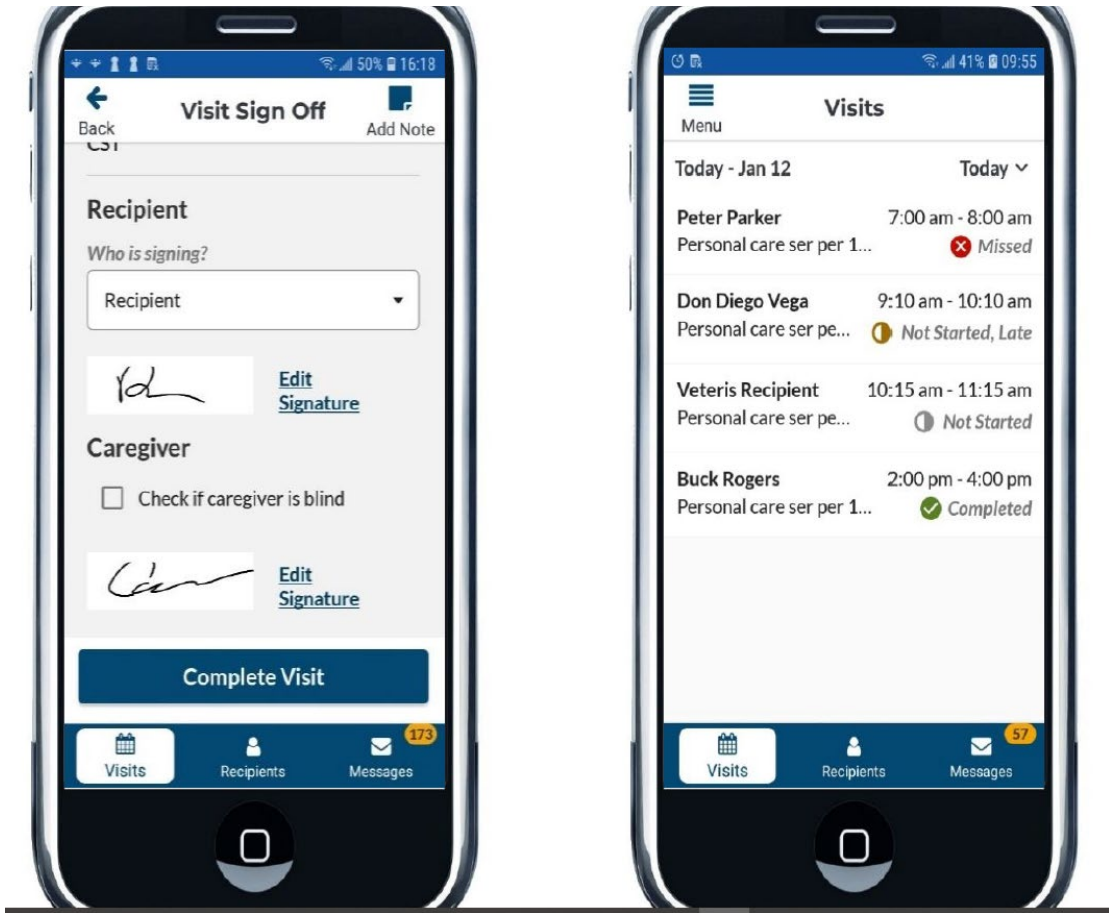 50% 16:18
Back
Visit Sign Off
Add Note
CST
Recipient
Who is signing?
Recipient
Edit
Signature
Caregiver
Check if caregiver is blind
Edit
Signature
Complete Visit
Visits
Recipients
173
Messages
41% 09:55
Menu
Visits
Today - Jan 12
Today
Peter Parker
7:00 am - 8:00 am
Personal care ser per 1...
Missed
Don Diego Vega
9:10 am - 10:10 am
Personal care ser pe...
Not Started, Late
Veteris Recipient
10:15 am - 11:15 am
Personal care ser pe...
Not Started
Buck Rogers
2:00 pm - 4:00 pm
Personal care ser per 1...
Completed
Visits
Recipients
57
Messages